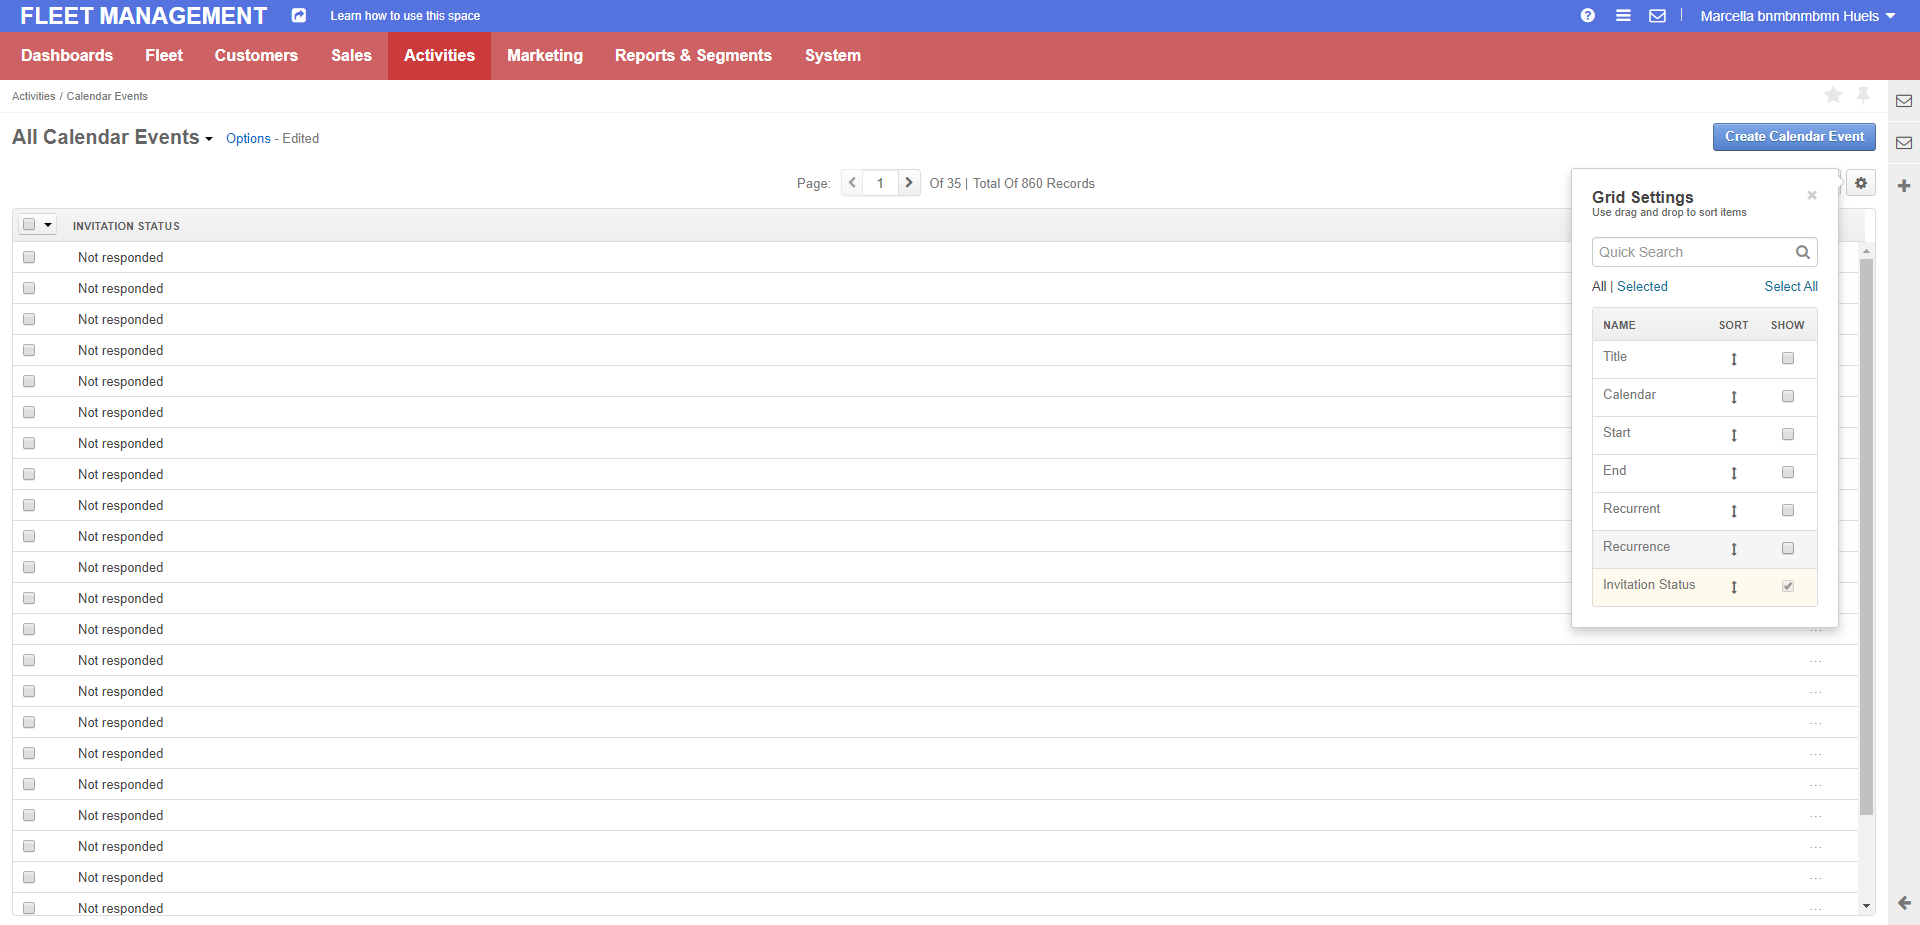 FLEET MANAGEMENT Learn how to use this space Marcella bnmbnmbmn Huels
Dashboards Fleet Customers Sales Activities Marketing Reports & Segments System
Activities / Calendar Events
All Calendar Events Options - Edited Create Calendar Event
Page: 1 Of 35 | Total Of 860 Records
Grid Settings
Use drag and drop to sort items
Quick Search
All | Selected Select All
NAME SORT SHOW
Title
Calendar
Start
End
Recurrent
Recurrence
Invitation Status
INVITATION STATUS
Not responded
Not responded
Not responded
Not responded
Not responded
Not responded
Not responded
Not responded
Not responded
Not responded
Not responded
Not responded
Not responded ...
Not responded ...
Not responded ...
Not responded ...
Not responded ...
Not responded ...
Not responded ...
Not responded ...
Not responded ...
Not responded ...